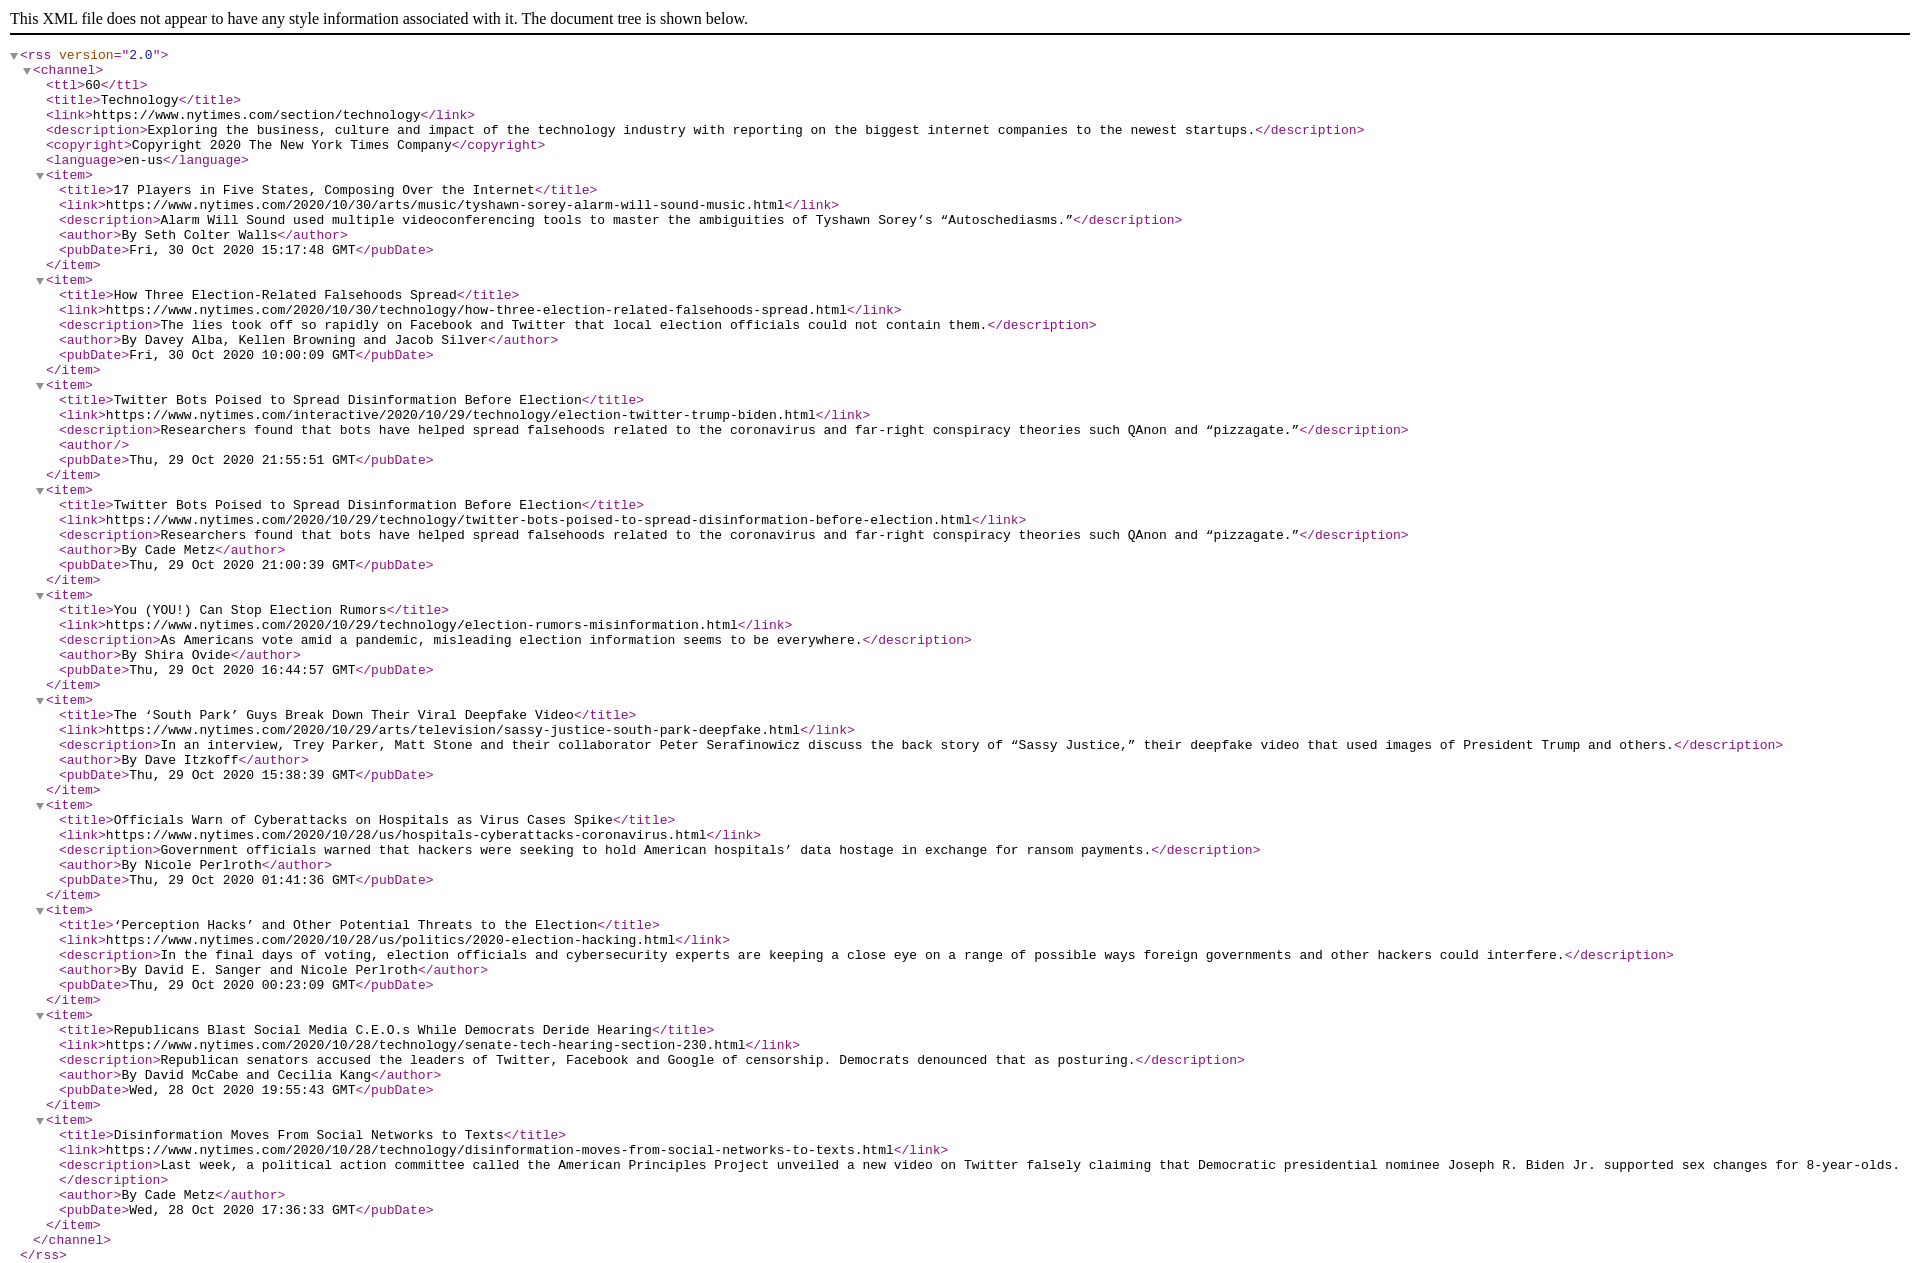 This XML file does not appear to have any style information associated with it. The document tree is shown below.
<rss version="2.0">
<channel>
<ttl>60</ttl>
<title>Technology</title>
<link>https://www.nytimes.com/section/technology</link>
<description>Exploring the business, culture and impact of the technology industry with reporting on the biggest internet companies to the newest startups.</description>
<copyright>Copyright 2020 The New York Times Company</copyright>
<language>en-us</language>
<item>
<title>17 Players in Five States, Composing Over the Internet</title>
<link>https://www.nytimes.com/2020/10/30/arts/music/tyshawn-sorey-alarm-will-sound-music.html</link>
<description>Alarm Will Sound used multiple videoconferencing tools to master the ambiguities of Tyshawn Sorey’s “Autoschediasms.”</description>
<author>By Seth Colter Walls</author>
<pubDate>Fri, 30 Oct 2020 15:17:48 GMT</pubDate>
</item>
<item>
<title>How Three Election-Related Falsehoods Spread</title>
<link>https://www.nytimes.com/2020/10/30/technology/how-three-election-related-falsehoods-spread.html</link>
<description>The lies took off so rapidly on Facebook and Twitter that local election officials could not contain them.</description>
<author>By Davey Alba, Kellen Browning and Jacob Silver</author>
<pubDate>Fri, 30 Oct 2020 10:00:09 GMT</pubDate>
</item>
<item>
<title>Twitter Bots Poised to Spread Disinformation Before Election</title>
<link>https://www.nytimes.com/interactive/2020/10/29/technology/election-twitter-trump-biden.html</link>
<description>Researchers found that bots have helped spread falsehoods related to the coronavirus and far-right conspiracy theories such QAnon and “pizzagate.”</description>
<author/>
<pubDate>Thu, 29 Oct 2020 21:55:51 GMT</pubDate>
</item>
<item>
<title>Twitter Bots Poised to Spread Disinformation Before Election</title>
<link>https://www.nytimes.com/2020/10/29/technology/twitter-bots-poised-to-spread-disinformation-before-election.html</link>
<description>Researchers found that bots have helped spread falsehoods related to the coronavirus and far-right conspiracy theories such QAnon and “pizzagate.”</description>
<author>By Cade Metz</author>
<pubDate>Thu, 29 Oct 2020 21:00:39 GMT</pubDate>
</item>
<item>
<title>You (YOU!) Can Stop Election Rumors</title>
<link>https://www.nytimes.com/2020/10/29/technology/election-rumors-misinformation.html</link>
<description>As Americans vote amid a pandemic, misleading election information seems to be everywhere.</description>
<author>By Shira Ovide</author>
<pubDate>Thu, 29 Oct 2020 16:44:57 GMT</pubDate>
</item>
<item>
<title>The ‘South Park’ Guys Break Down Their Viral Deepfake Video</title>
<link>https://www.nytimes.com/2020/10/29/arts/television/sassy-justice-south-park-deepfake.html</link>
<description>In an interview, Trey Parker, Matt Stone and their collaborator Peter Serafinowicz discuss the back story of “Sassy Justice,” their deepfake video that used images of President Trump and others.</description>
<author>By Dave Itzkoff</author>
<pubDate>Thu, 29 Oct 2020 15:38:39 GMT</pubDate>
</item>
<item>
<title>Officials Warn of Cyberattacks on Hospitals as Virus Cases Spike</title>
<link>https://www.nytimes.com/2020/10/28/us/hospitals-cyberattacks-coronavirus.html</link>
<description>Government officials warned that hackers were seeking to hold American hospitals’ data hostage in exchange for ransom payments.</description>
<author>By Nicole Perlroth</author>
<pubDate>Thu, 29 Oct 2020 01:41:36 GMT</pubDate>
</item>
<item>
<title>‘Perception Hacks’ and Other Potential Threats to the Election</title>
<link>https://www.nytimes.com/2020/10/28/us/politics/2020-election-hacking.html</link>
<description>In the final days of voting, election officials and cybersecurity experts are keeping a close eye on a range of possible ways foreign governments and other hackers could interfere.</description>
<author>By David E. Sanger and Nicole Perlroth</author>
<pubDate>Thu, 29 Oct 2020 00:23:09 GMT</pubDate>
</item>
<item>
<title>Republicans Blast Social Media C.E.O.s While Democrats Deride Hearing</title>
<link>https://www.nytimes.com/2020/10/28/technology/senate-tech-hearing-section-230.html</link>
<description>Republican senators accused the leaders of Twitter, Facebook and Google of censorship. Democrats denounced that as posturing.</description>
<author>By David McCabe and Cecilia Kang</author>
<pubDate>Wed, 28 Oct 2020 19:55:43 GMT</pubDate>
</item>
<item>
<title>Disinformation Moves From Social Networks to Texts</title>
<link>https://www.nytimes.com/2020/10/28/technology/disinformation-moves-from-social-networks-to-texts.html</link>
<description>Last week, a political action committee called the American Principles Project unveiled a new video on Twitter falsely claiming that Democratic presidential nominee Joseph R. Biden Jr. supported sex changes for 8-year-olds.
</description>
<author>By Cade Metz</author>
<pubDate>Wed, 28 Oct 2020 17:36:33 GMT</pubDate>
</item>
</channel>
</rss>